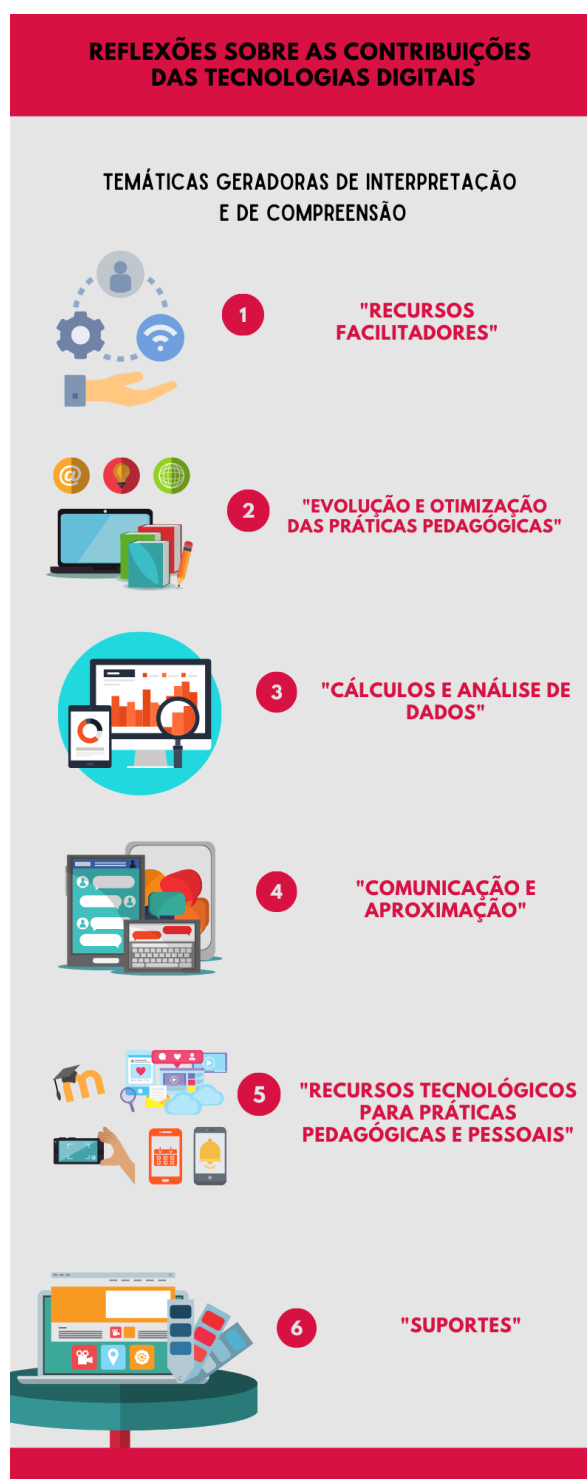 REFLEXÕES SOBRE AS CONTRIBUIÇÕES
DAS TECNOLOGIAS DIGITAIS
TEMÁTICAS GERADORAS DE INTERPRETAÇÃO
E DE COMPREENSÃO
1
"RECURSOS
FACILITADORES"
@
2
"EVOLUÇÃO E OTIMIZAÇÃO
DAS PRÁTICAS PEDAGÓGICAS"
3
"CÁLCULOS E ANÁLISE DE
DADOS"
4
"COMUNICAÇÃO E
APROXIMAÇÃO"
m
5
"RECURSOS TECNOLÓGICOS
PARA PRÁTICAS
PEDAGÓGICAS E PESSOAIS"
6
"SUPORTES"